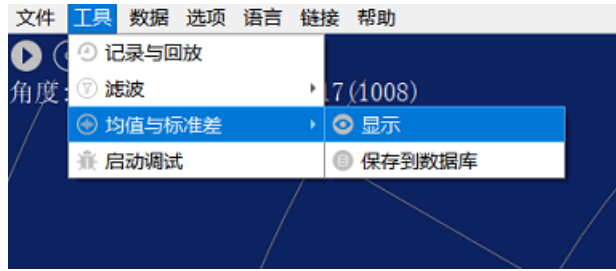 文件 工具 数据 选项 语言 链接 帮助
记录与回放
滤波
角度: 17(1008)
均值与标准差
显示
启动调试
保存到数据库